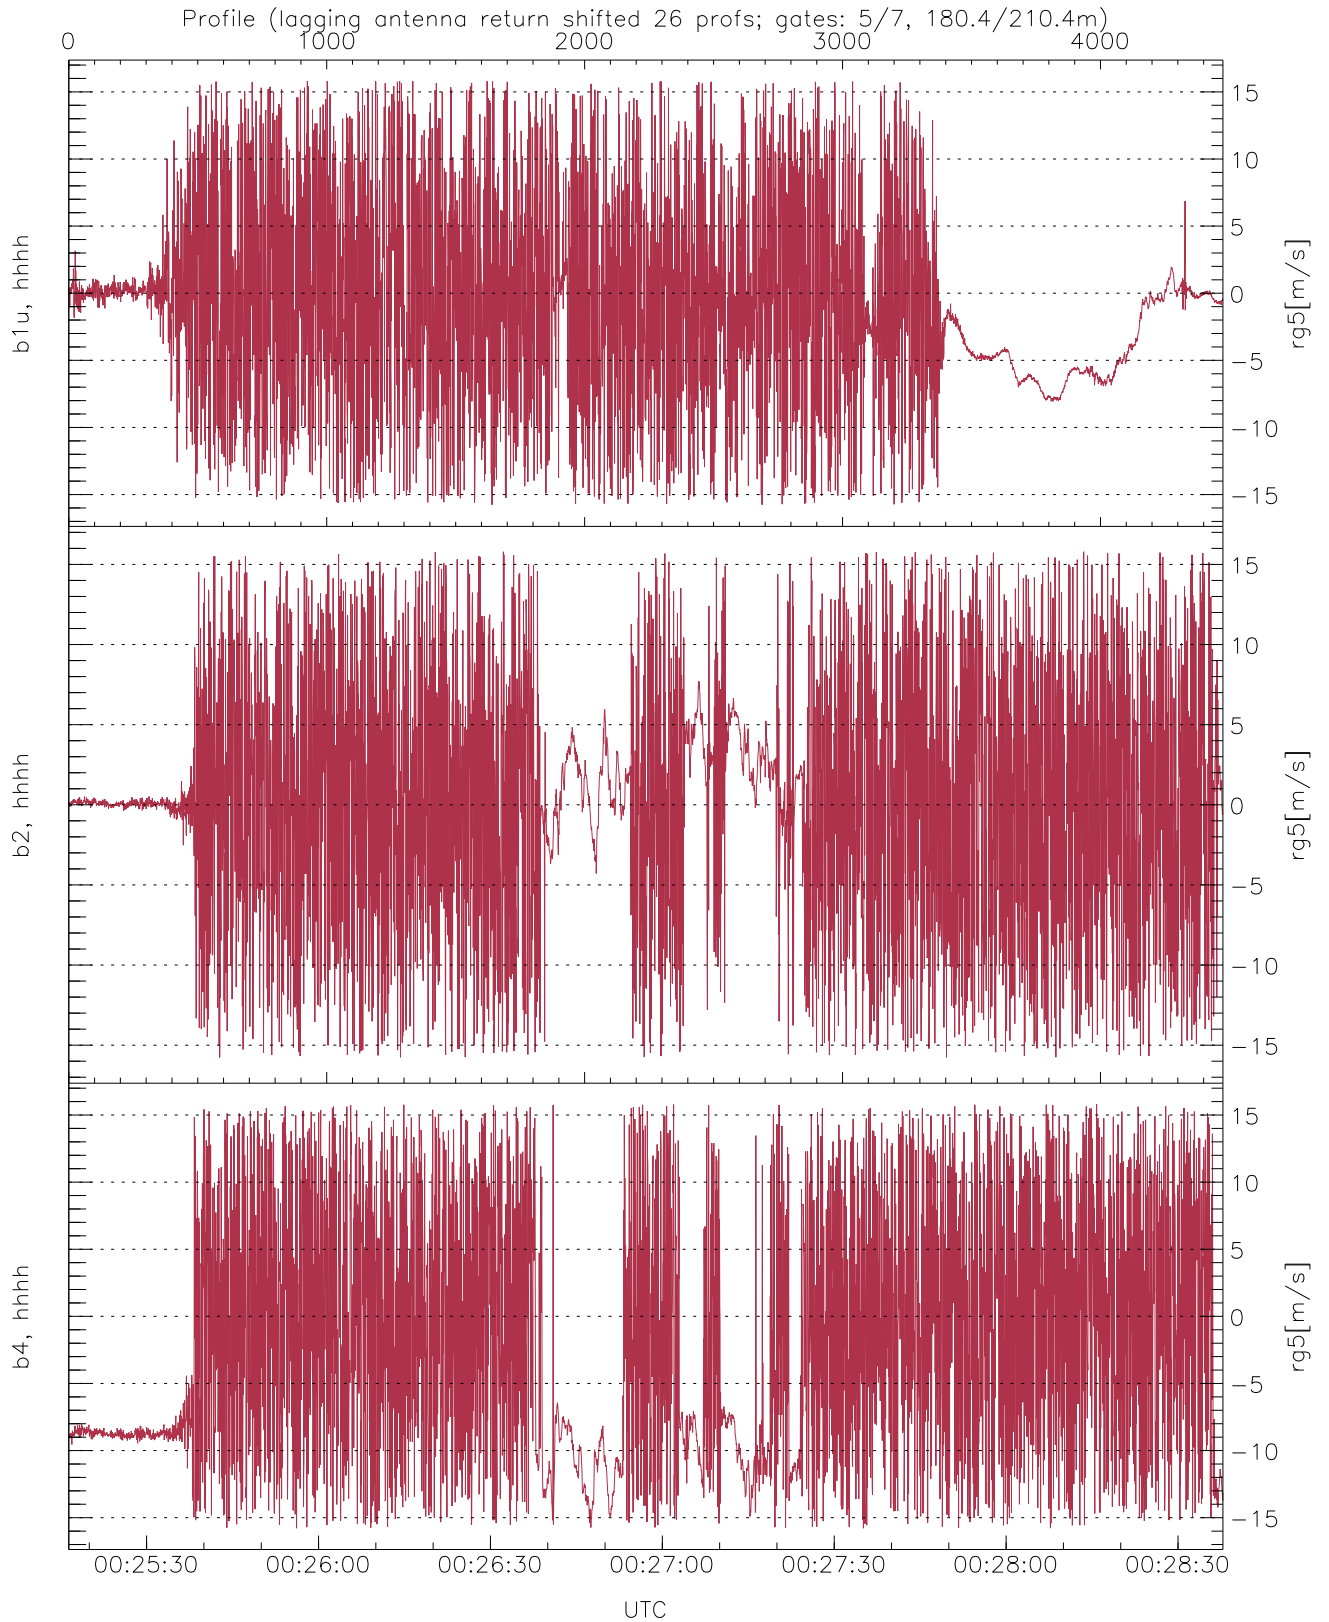 Profile (lagging antenna return shifted 26 profs; gates: 5/7, 180.4/210.4m)
0 1000 2000 3000 4000
15
10
5
0
-5
-10
-15
b1u, hhhh
rg5[m/s]
15
10
5
0
-5
-10
-15
b2, hhhh
rg5[m/s]
15
10
5
0
-5
-10
-15
b4, hhhh
rg5[m/s]
00:25:30 00:26:00 00:26:30 00:27:00 00:27:30 00:28:00 00:28:30
UTC